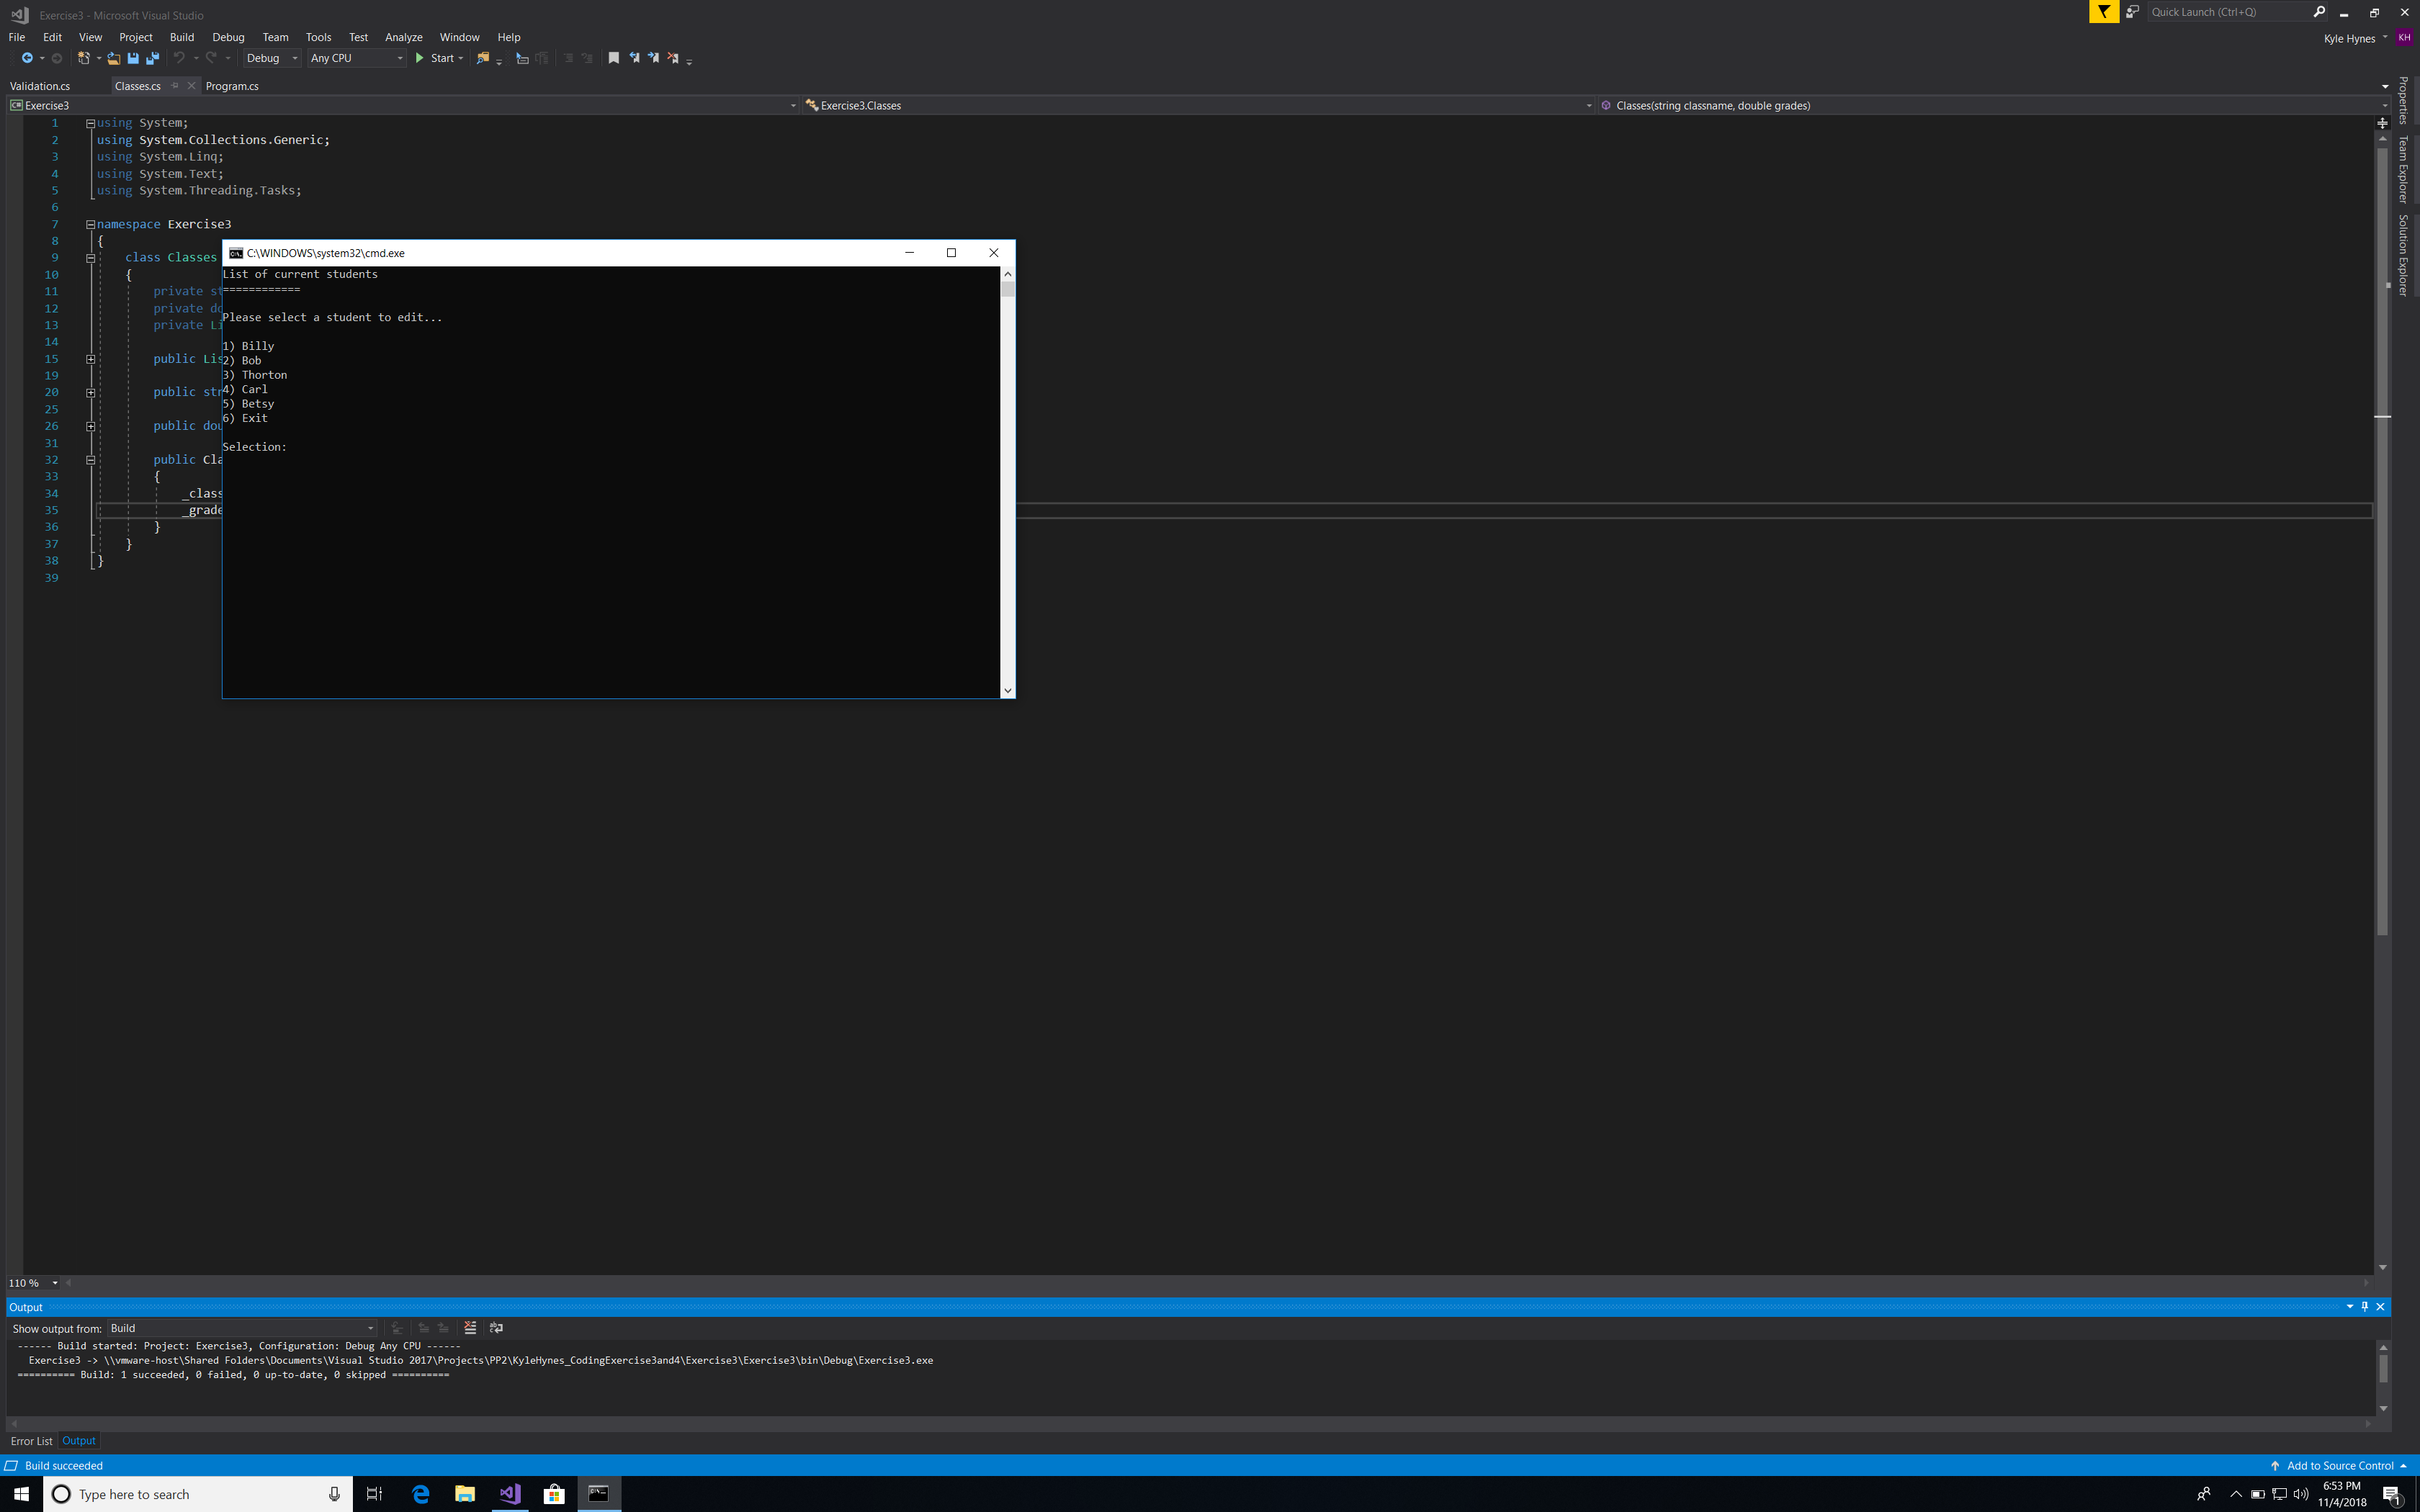 Exercise3 - Microsoft Visual Studio
Quick Launch (Ctrl+Q)
File Edit View Project Build Debug Team Tools Test Analyze Window Help
Kyle Hynes KH
Debug Any CPU Start
Validation.cs Classes.cs Program.cs
Exercise3 Exercise3.Classes Classes(string classname, double grades)
Properties
Team Explorer
Solution Explorer
1 using System;
2 using System.Collections.Generic;
3 using System.Linq;
4 using System.Text;
5 using System.Threading.Tasks;
6
7 namespace Exercise3
8 {
9 class Classes
10 {
11 private st
12 private do
13 private Li
14
15 public Lis
19
20 public str
25
26 public dou
31
32 public Cla
33 {
34 _class
35 _grade
36 }
37 }
38 }
39
C:\WINDOWS\system32\cmd.exe
List of current students
============
Please select a student to edit...
1) Billy
2) Bob
3) Thorton
4) Carl
5) Betsy
6) Exit
Selection:
110 %
Output
Show output from: Build
------ Build started: Project: Exercise3, Configuration: Debug Any CPU ------
Exercise3 -> \\vmware-host\Shared Folders\Documents\Visual Studio 2017\Projects\PP2\KyleHynes_CodingExercise3and4\Exercise3\Exercise3\bin\Debug\Exercise3.exe
========== Build: 1 succeeded, 0 failed, 0 up-to-date, 0 skipped ==========
Error List Output
Build succeeded
Add to Source Control
Type here to search
6:53 PM
11/4/2018
1